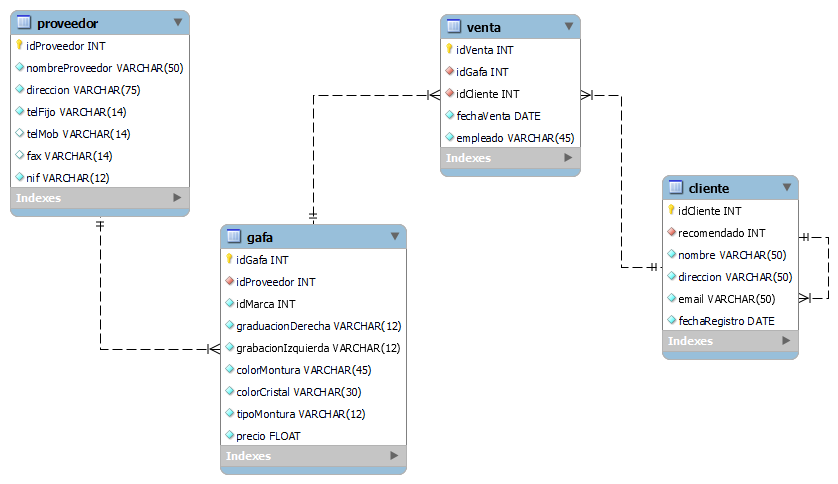 proveedor
idProveedor INT
nombreProveedor VARCHAR(50)
direccion VARCHAR(75)
telFijo VARCHAR(14)
telMob VARCHAR(14)
fax VARCHAR(14)
nif VARCHAR(12)
Indexes
venta
idVenta INT
idGafa INT
idCliente INT
fechaVenta DATE
empleado VARCHAR(45)
Indexes
gafa
idGafa INT
idProveedor INT
idMarca INT
graduacionDerecha VARCHAR(12)
grabacionIzquierda VARCHAR(12)
colorMontura VARCHAR(45)
colorCristal VARCHAR(30)
tipoMontura VARCHAR(12)
precio FLOAT
Indexes
cliente
idCliente INT
recomendado INT
nombre VARCHAR(50)
direccion VARCHAR(50)
email VARCHAR(50)
fechaRegistro DATE
Indexes